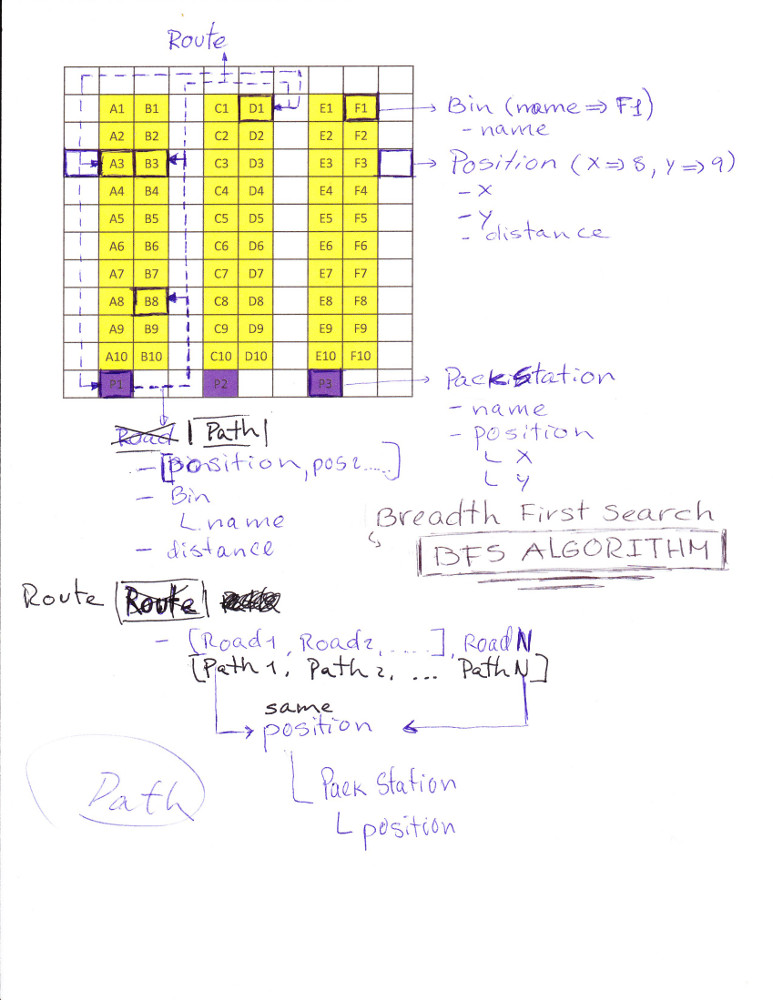 Route
A1 B1 C1 D1 E1 F1
A2 B2 C2 D2 E2 F2
A3 B3 C3 D3 E3 F3
A4 B4 C4 D4 E4 F4
A5 B5 C5 D5 E5 F5
A6 B6 C6 D6 E6 F6
A7 B7 C7 D7 E7 F7
A8 B8 C8 D8 E8 F8
A9 B9 C9 D9 E9 F9
A10 B10 C10 D10 E10 F10
P1 P2 P3
Bin (name => F1)
- name
Position (X => 8, Y => 9)
- X
- Y
- distance
Pack Station
- name
- position
X
Y
Road | Path |
- [position, pos2.....]
- Bin
name
- distance
Breadth First Search
BFS ALGORITHM
Route | Route |
- [Road1, Road2, .....], Road N
[Path 1, Path 2, ... Path N]
same
position
Pack Station
position
Path